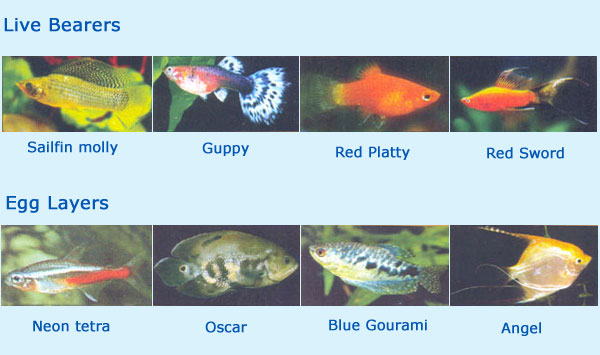 Live Bearers
Sailfin molly
Guppy
Red Platty
Red Sword
Egg Layers
Neon tetra
Oscar
Blue Gourami
Angel